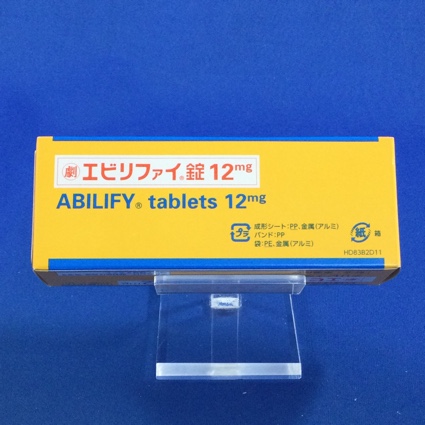 劇 エビリファイ®錠 12mg
ABILIFY® tablets 12mg
プラ
成形シート:PP、金属(アルミ)
バンド:PP
袋:PE、金属(アルミ)
紙 箱
HD83B2D11